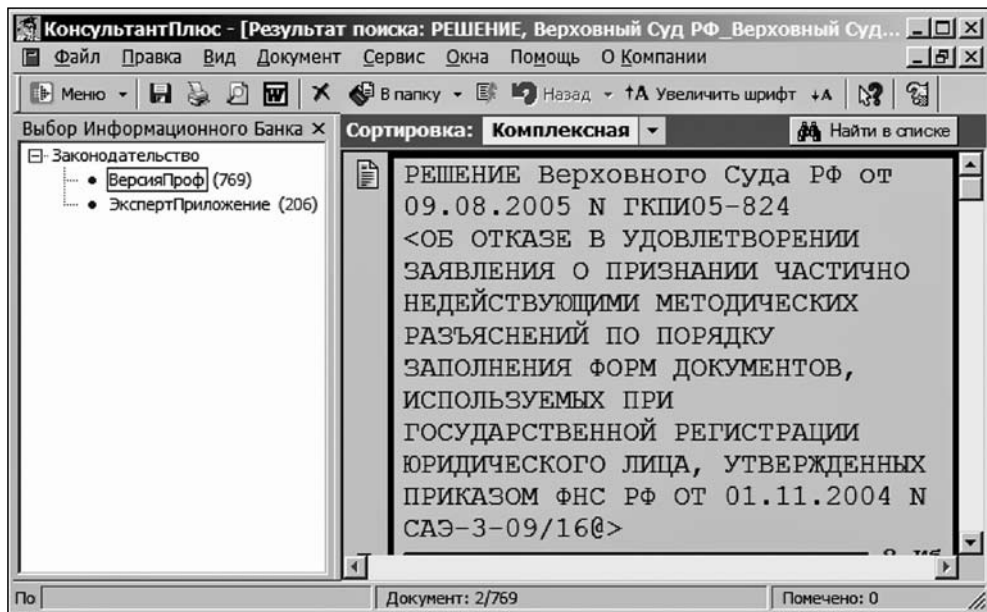 КонсультантПлюс - [Результат поиска: РЕШЕНИЕ, Верховный Суд РФ_Верховный Суд...
Файл Правка Вид Документ Сервис Окна Помощь О Компании
Меню В папку Назад Увеличить шрифт
Выбор Информационного Банка
Сортировка: Комплексная Найти в списке
Законодательство
ВерсияПроф (769)
ЭкспертПриложение (206)
РЕШЕНИЕ Верховного Суда РФ от
09.08.2005 N ГКПИ05-824
<ОБ ОТКАЗЕ В УДОВЛЕТВОРЕНИИ
ЗАЯВЛЕНИЯ О ПРИЗНАНИИ ЧАСТИЧНО
НЕДЕЙСТВУЮЩИМИ МЕТОДИЧЕСКИХ
РАЗЪЯСНЕНИЙ ПО ПОРЯДКУ
ЗАПОЛНЕНИЯ ФОРМ ДОКУМЕНТОВ,
ИСПОЛЬЗУЕМЫХ ПРИ
ГОСУДАРСТВЕННОЙ РЕГИСТРАЦИИ
ЮРИДИЧЕСКОГО ЛИЦА, УТВЕРЖДЕННЫХ
ПРИКАЗОМ ФНС РФ ОТ 01.11.2004 N
САЭ-3-09/16@>
По Документ: 2/769 Помечено: 0